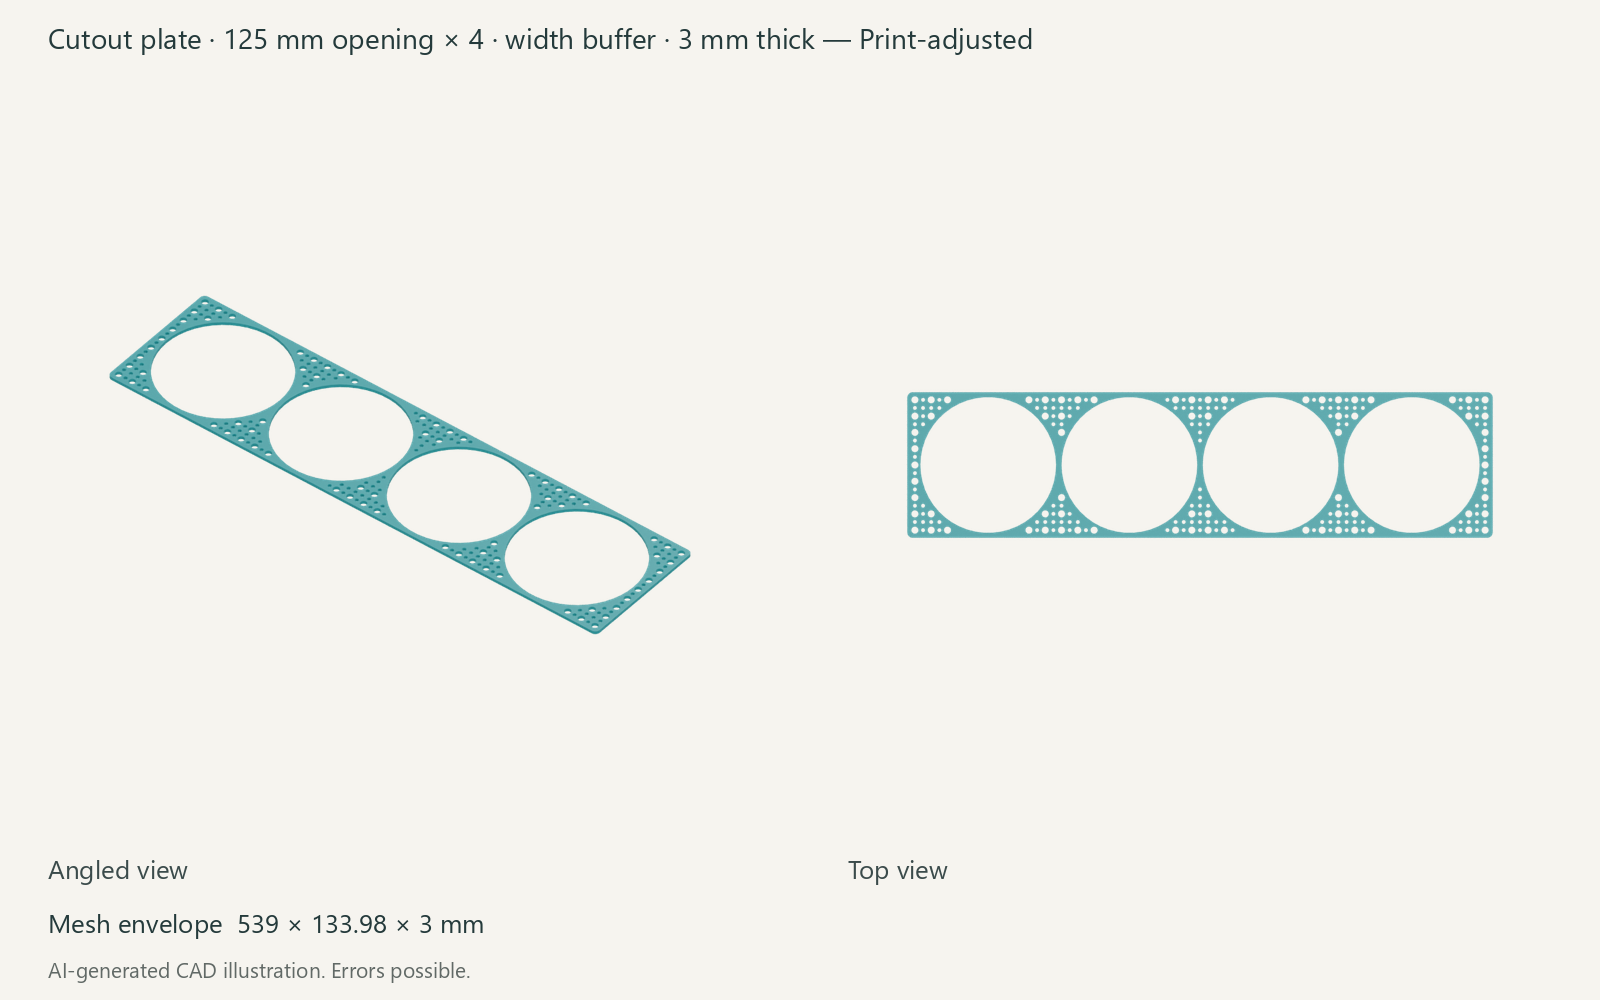 Cutout plate · 125 mm opening × 4 · width buffer · 3 mm thick — Print-adjusted
Angled view
Top view
Mesh envelope 539 × 133.98 × 3 mm
AI-generated CAD illustration. Errors possible.